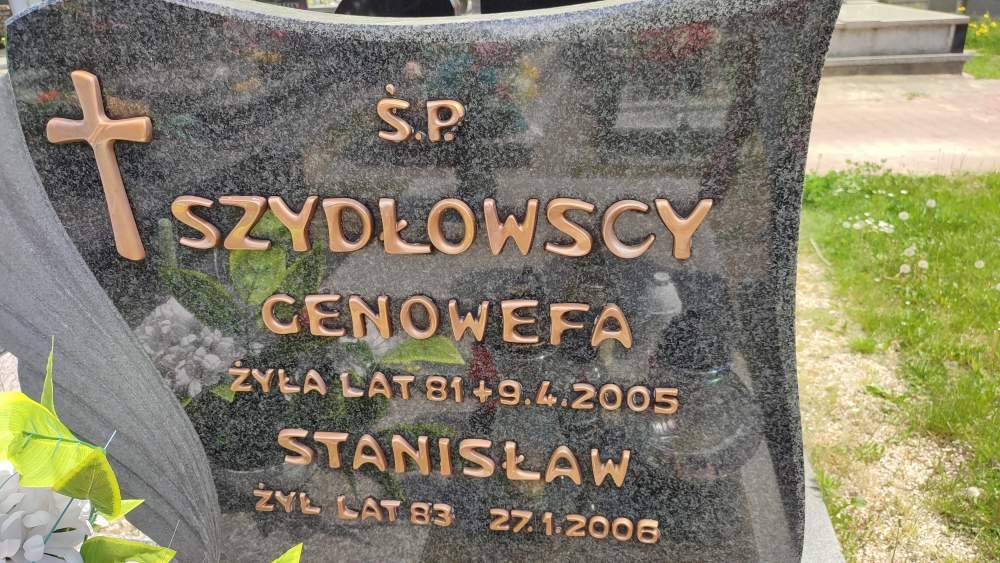 Ś.P.
SZYDŁOWSCY
GENOWEFA
ŻYŁA LAT 81 + 9.4.2005
STANISŁAW
ŻYŁ LAT 83 27.1.2006